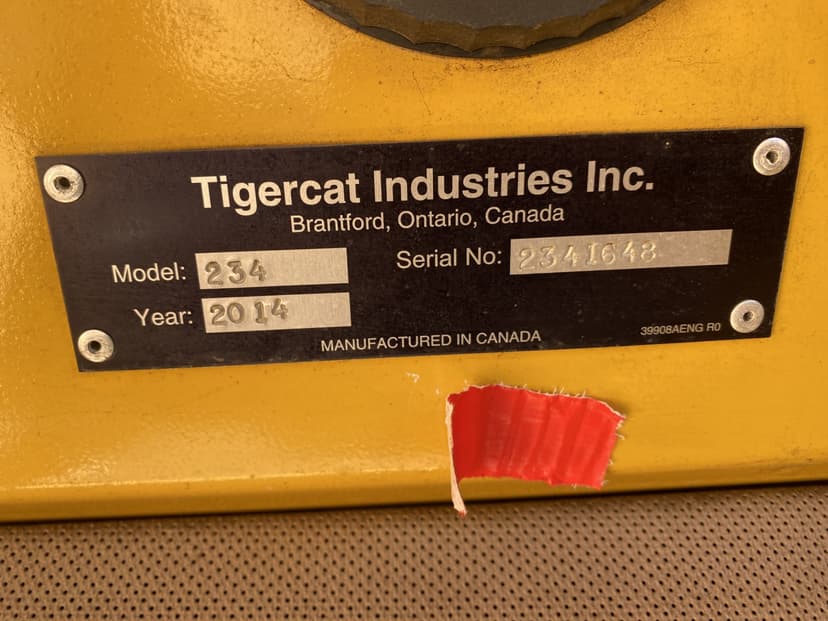 Tigercat Industries Inc.
Brantford, Ontario, Canada
Model: 234
Serial No: 2341648
Year: 2014
MANUFACTURED IN CANADA
39908AENG R0